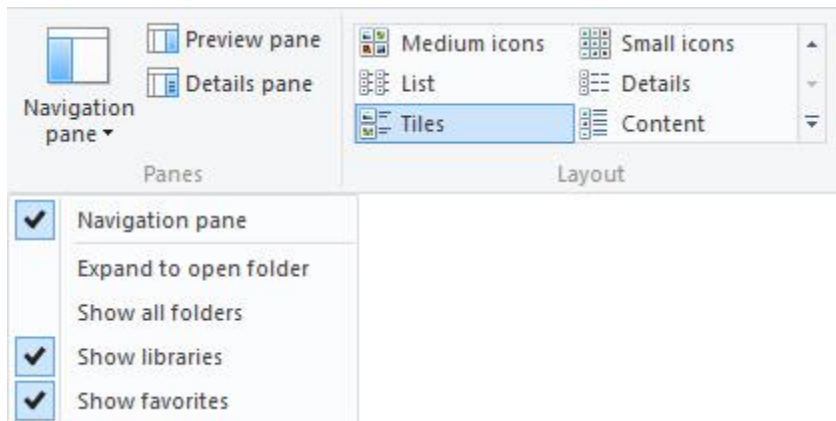 Preview pane
Details pane
Navigation
pane
Panes
Medium icons
Small icons
List
Details
Tiles
Content
Layout
Navigation pane
Expand to open folder
Show all folders
Show libraries
Show favorites